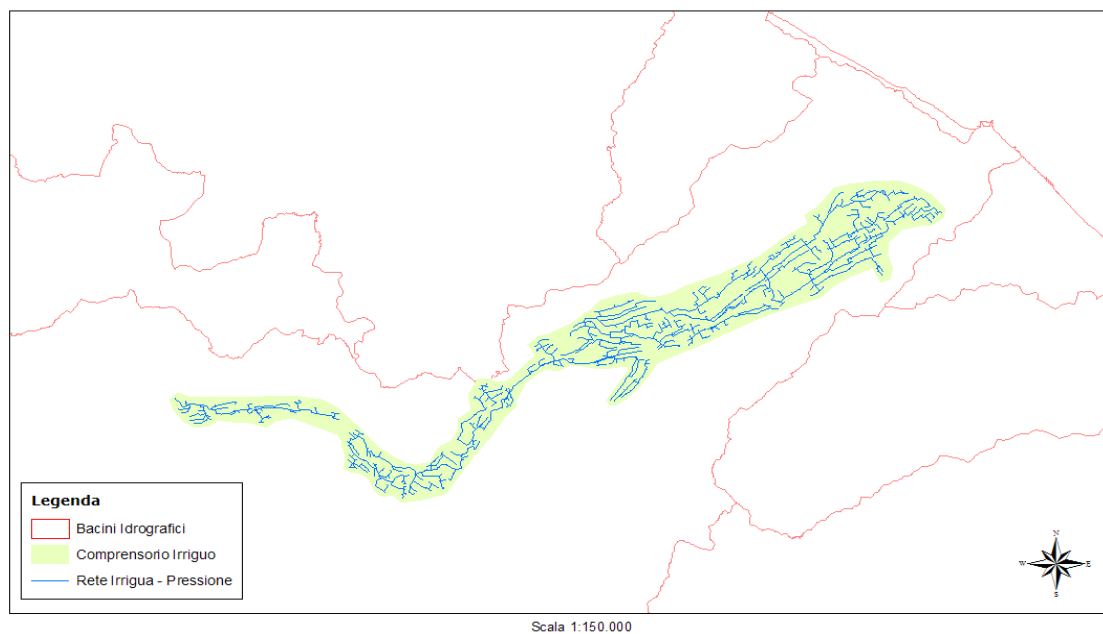 Legenda
Bacini Idrografici
Comprensorio Irriguo
Rete Irrigua - Pressione
N
W E
S
Scala 1:150.000